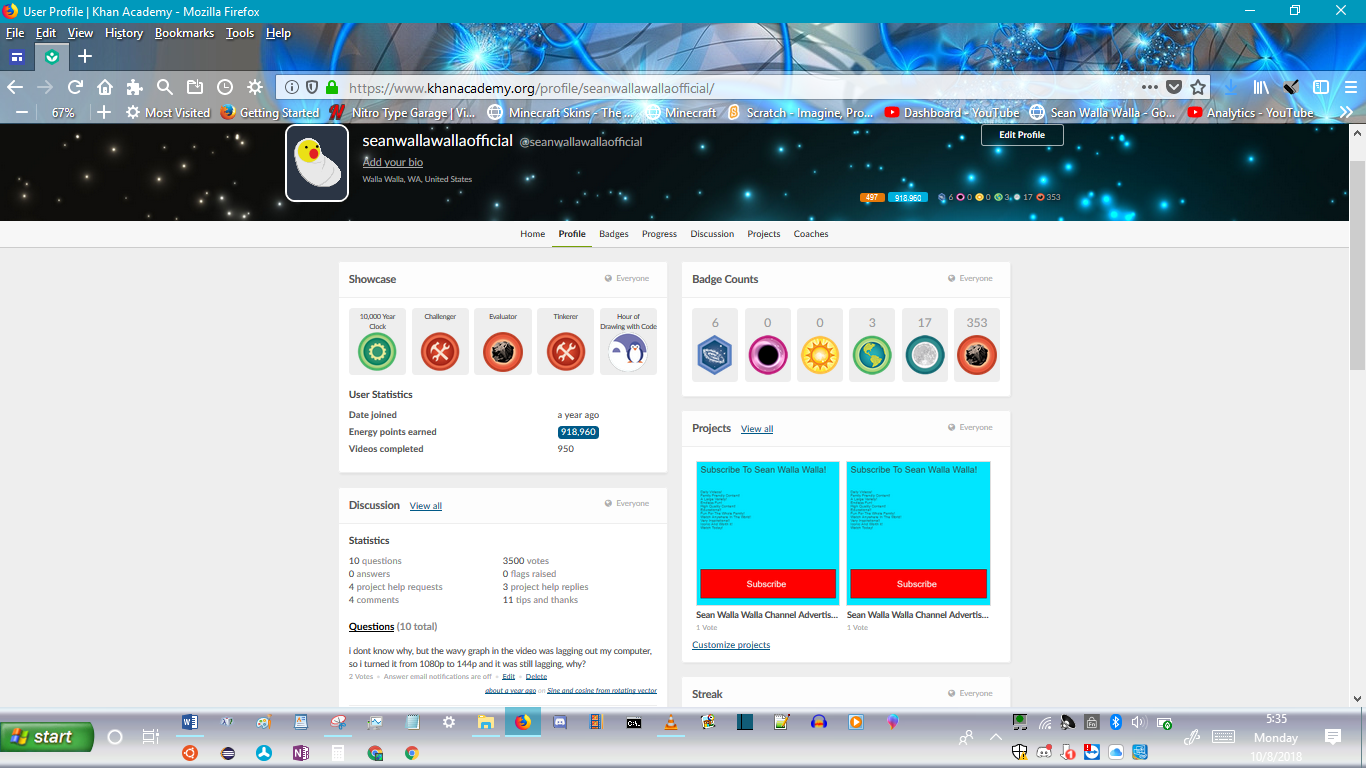 User Profile | Khan Academy - Mozilla Firefox
File Edit View History Bookmarks Tools Help
https://www.khanacademy.org/profile/seanwallawallaofficial/
67% Most Visited Getting Started Nitro Type Garage | Vi... Minecraft Skins - The ... Minecraft Scratch - Imagine, Pro... Dashboard - YouTube Sean Walla Walla - Go... Analytics - YouTube
seanwallawallaofficial @seanwallawallaofficial
Edit Profile
Add your bio
Walla Walla, WA, United States
497 918,960 6 0 0 3 17 353
Home Profile Badges Progress Discussion Projects Coaches
Showcase Everyone
10,000 Year Clock
Challenger
Evaluator
Tinkerer
Hour of Drawing with Code
User Statistics
Date joined a year ago
Energy points earned 918,960
Videos completed 950
Badge Counts Everyone
6 0 0 3 17 353
Projects View all Everyone
Subscribe To Sean Walla Walla! Subscribe To Sean Walla Walla!
Subscribe Subscribe
Sean Walla Walla Channel Advertis... Sean Walla Walla Channel Advertis...
1 Vote 1 Vote
Customize projects
Discussion View all Everyone
Statistics
10 questions 3500 votes
0 answers 0 flags raised
4 project help requests 3 project help replies
4 comments 11 tips and thanks
Questions (10 total)
i dont know why, but the wavy graph in the video was lagging out my computer,
so i turned it from 1080p to 144p and it was still lagging, why?
2 Votes • Answer email notifications are off • Edit • Delete
about a year ago on Sine and cosine from rotating vector
Streak Everyone
start
5:35
Monday
10/8/2018